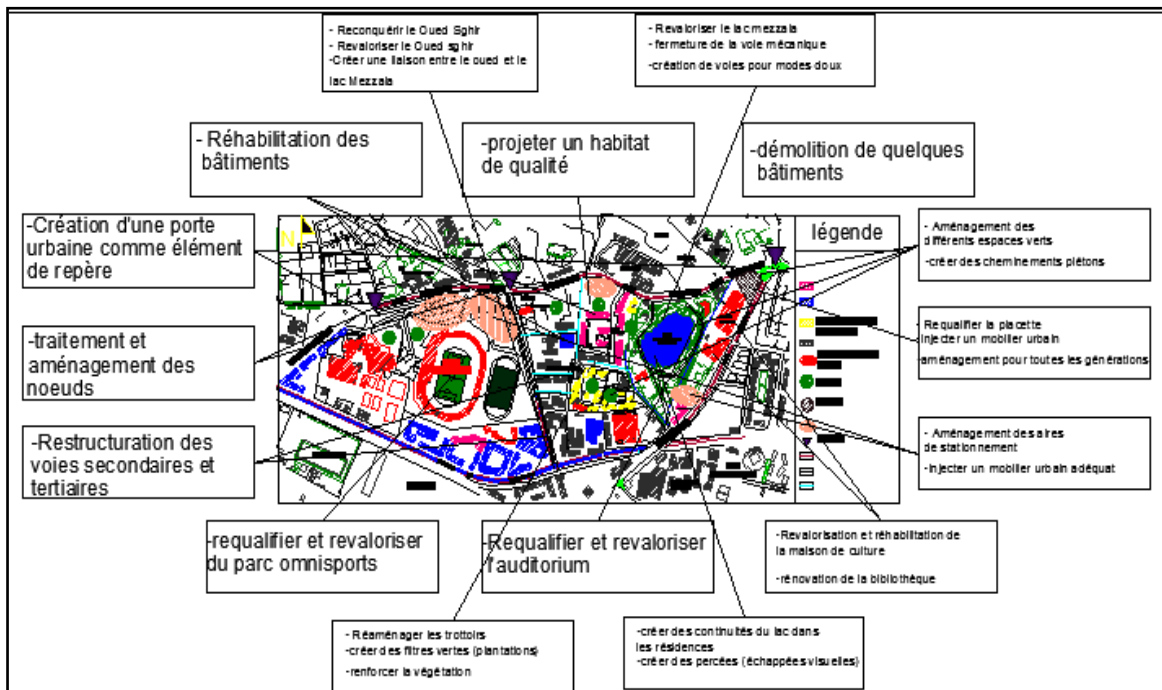 - Reconquérir le Oued Sghir
- Revaloriser le Oued sghir
-Créer une liaison entre le oued et le
lac Mezzala
- Revaloriser le lac mezzala
- fermeture de la voie mécanique
-création de voies pour modes doux
- Réhabilitation des
bâtiments
-projeter un habitat
de qualité
-démolition de quelques
bâtiments
-Création d'une porte
urbaine comme élément
de repère
N
légende
- Aménagement des
différents espaces verts
-créer des cheminements piétons
-traitement et
aménagement des
noeuds
- Requalifier la placette
-injecter un mobilier urbain
-aménagement pour toutes les générations
-Restructuration des
voies secondaires et
tertiaires
- Aménagement des aires
de stationnement
-Injecter un mobilier urbain adéquat
-requalifier et revaloriser
du parc omnisports
-Requalifier et revaloriser
l'auditorium
-Revalorisation et réhabilitation de
la maison de culture
-rénovation de la bibliothèque
- Réaménager les trottoirs
-créer des filtres vertes (plantations)
-renforcer la végétation
-créer des continuités du lac dans
les résidences
-créer des percées (échappées visuelles)